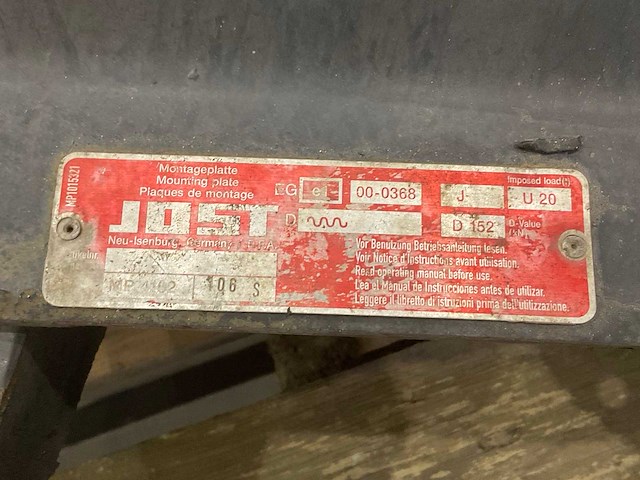 MP1015321
Montageplatte
Mounting plate
Plaques de montage
JOST
Neu-Isenburg, Germany
MP 4102 106 S
EG e 00-0368
D
J
Imposed load(t)
U 20
D 152
D-Value
Vor Benutzung Betriebsanleitung lesen.
Voir Notice d'Instructions avant utilisation.
Read operating manual before use.
Lea el Manual de Instrucciones antes de utilizar.
Leggere il libretto di istruzioni prima dell'utilizzazione.